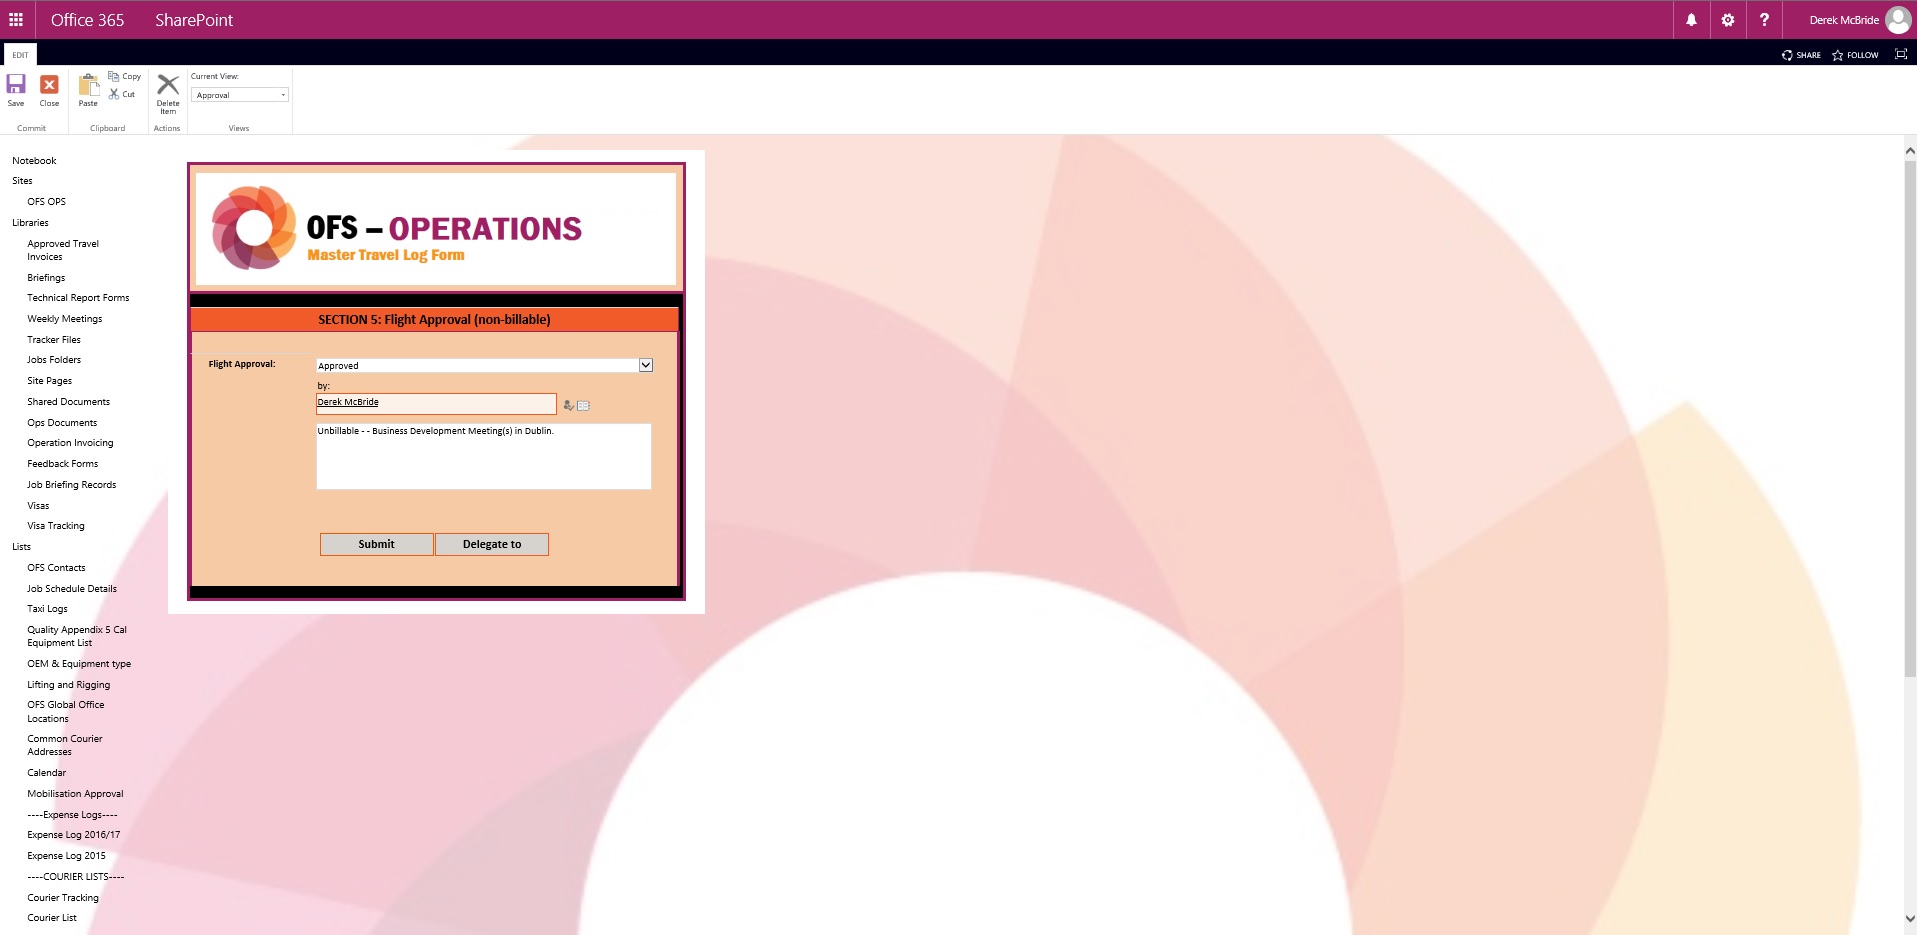 Office 365
SharePoint
Derek McBride
EDIT
SHARE
FOLLOW
Save
Close
Paste
Copy
Cut
Delete
Item
Current View:
Approval
Commit
Clipboard
Actions
Views
Notebook
Sites
OFS OPS
Libraries
Approved Travel
Invoices
Briefings
Technical Report Forms
Weekly Meetings
Tracker Files
Jobs Folders
Site Pages
Shared Documents
Ops Documents
Operation Invoicing
Feedback Forms
Job Briefing Records
Visas
Visa Tracking
Lists
OFS Contacts
Job Schedule Details
Taxi Logs
Quality Appendix 5 Cal
Equipment List
OEM & Equipment type
Lifting and Rigging
OFS Global Office
Locations
Common Courier
Addresses
Calendar
Mobilisation Approval
----Expense Logs----
Expense Log 2016/17
Expense Log 2015
----COURIER LISTS----
Courier Tracking
Courier List
OFS – OPERATIONS
Master Travel Log Form
SECTION 5: Flight Approval (non-billable)
Flight Approval:
Approved
by:
Derek McBride
Unbillable - - Business Development Meeting(s) in Dublin.
Submit
Delegate to